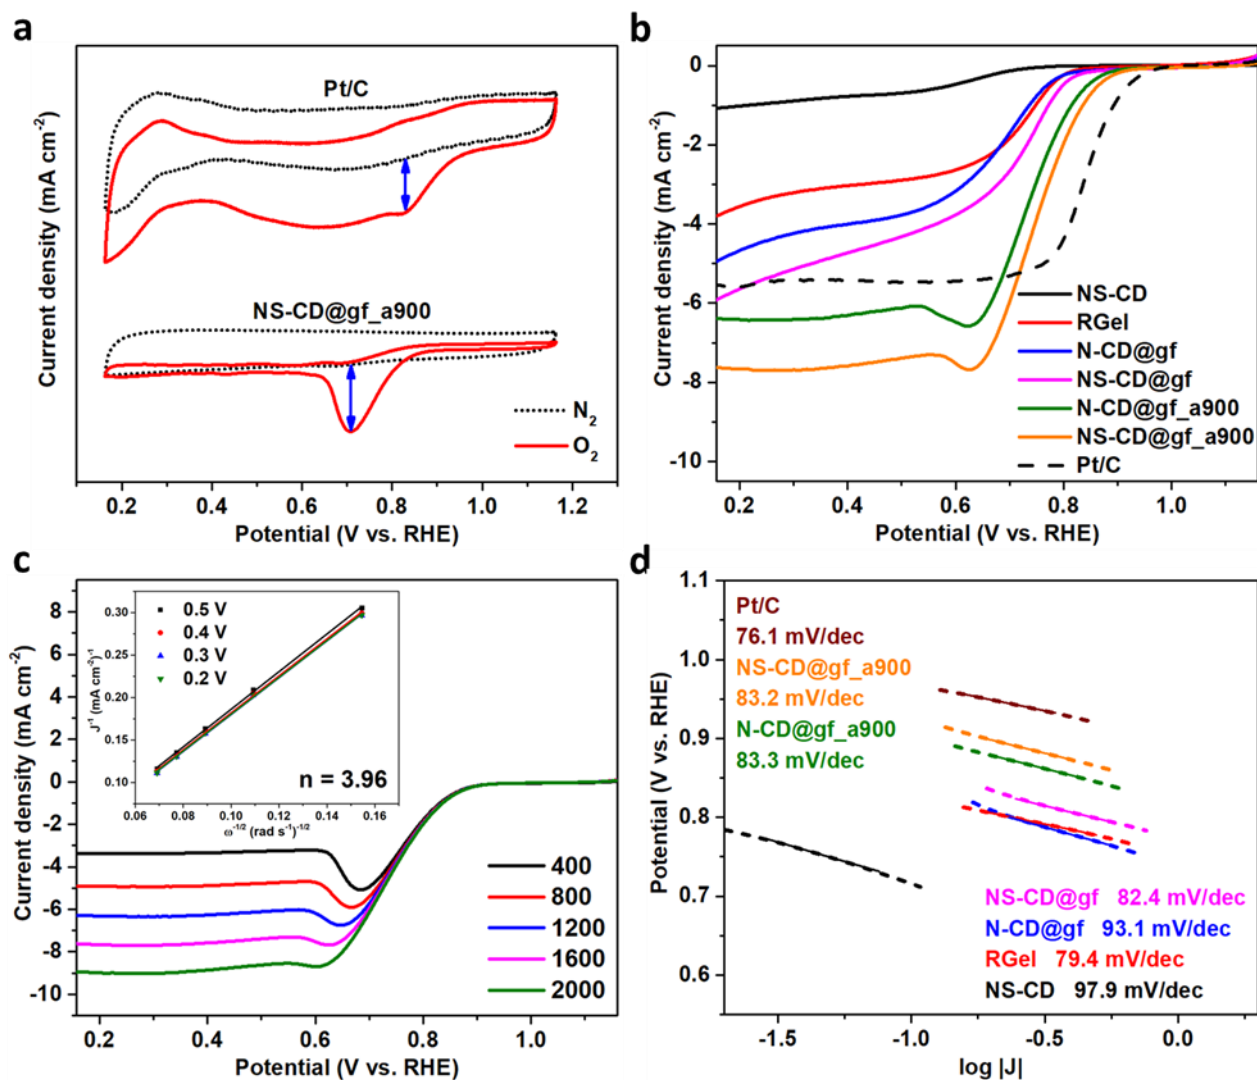 a
Pt/C
NS-CD@gf_a900
N2
O2
Current density (mA cm-2)
0.2 0.4 0.6 0.8 1.0 1.2
Potential (V vs. RHE)
b
0
-2
-4
-6
-8
-10
Current density (mA cm-2)
NS-CD
RGel
N-CD@gf
NS-CD@gf
N-CD@gf_a900
NS-CD@gf_a900
Pt/C
0.2 0.4 0.6 0.8 1.0
Potential (V vs. RHE)
c
8
6
4
2
0
-2
-4
-6
-8
-10
Current density (mA cm-2)
0.5 V
0.4 V
0.3 V
0.2 V
0.30
0.25
0.20
0.15
0.10
J-1 (mA cm-2)-1
n = 3.96
0.06 0.08 0.10 0.12 0.14 0.16
ω-1/2 (rad s-1)-1/2
400
800
1200
1600
2000
0.2 0.4 0.6 0.8 1.0
Potential (V vs. RHE)
d
1.1
1.0
0.9
0.8
0.7
0.6
Potential (V vs. RHE)
Pt/C
76.1 mV/dec
NS-CD@gf_a900
83.2 mV/dec
N-CD@gf_a900
83.3 mV/dec
NS-CD@gf 82.4 mV/dec
N-CD@gf 93.1 mV/dec
RGel 79.4 mV/dec
NS-CD 97.9 mV/dec
-1.5 -1.0 -0.5 0.0
log |J|